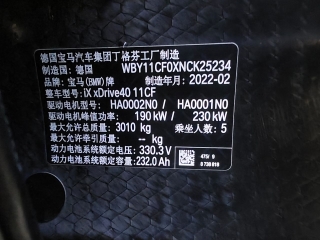 德国宝马汽车集团丁格芬工厂制造
制造国: 德国 WBY11CF0XNCK25234
品牌: 宝马(BMW)牌 制造年月: 2022-02
整车型号: iX xDrive40 11CF
驱动电机型号: HA0002N0 / HA0001N0
驱动电机峰值功率: 190 kW / 230 kW
最大允许总质量: 3010 kg 乘坐人数: 5
最大允许牵引质量: -- kg
动力电池系统额定电压: 330.3 V
动力电池系统额定容量: 232.0 Ah
475/ 9